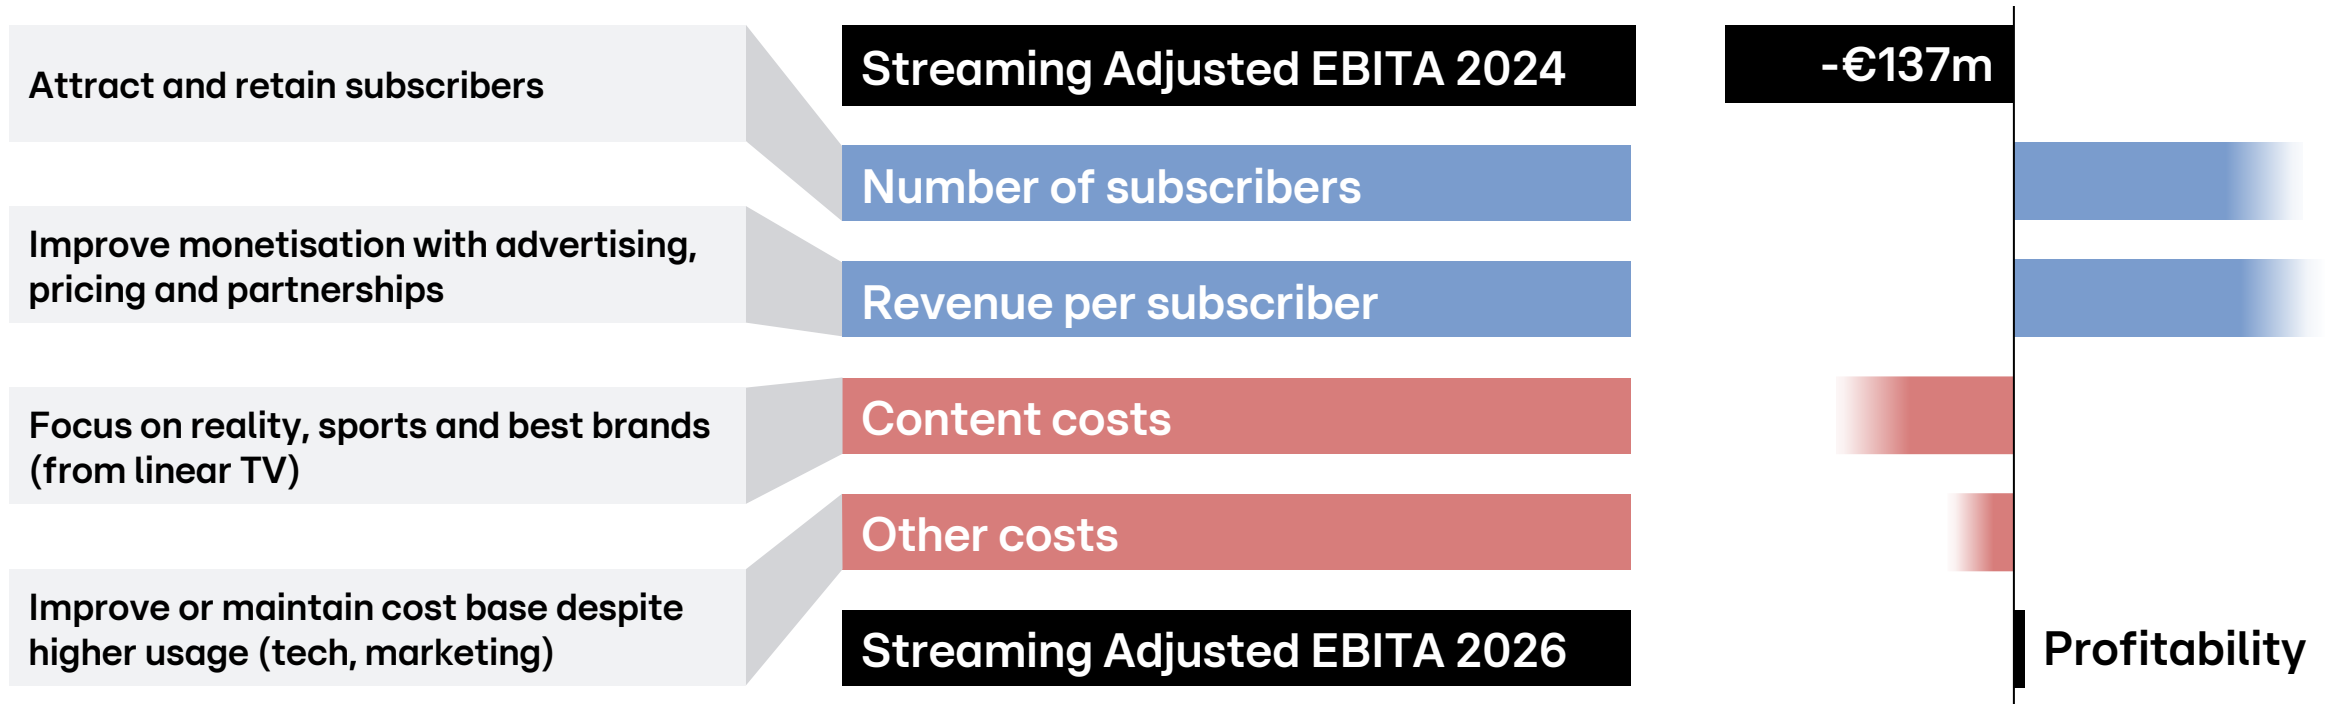 Attract and retain subscribers
Improve monetisation with advertising,
pricing and partnerships
Focus on reality, sports and best brands
(from linear TV)
Improve or maintain cost base despite
higher usage (tech, marketing)
Streaming Adjusted EBITA 2024
Number of subscribers
Revenue per subscriber
Content costs
Other costs
Streaming Adjusted EBITA 2026
-€137m
Profitability